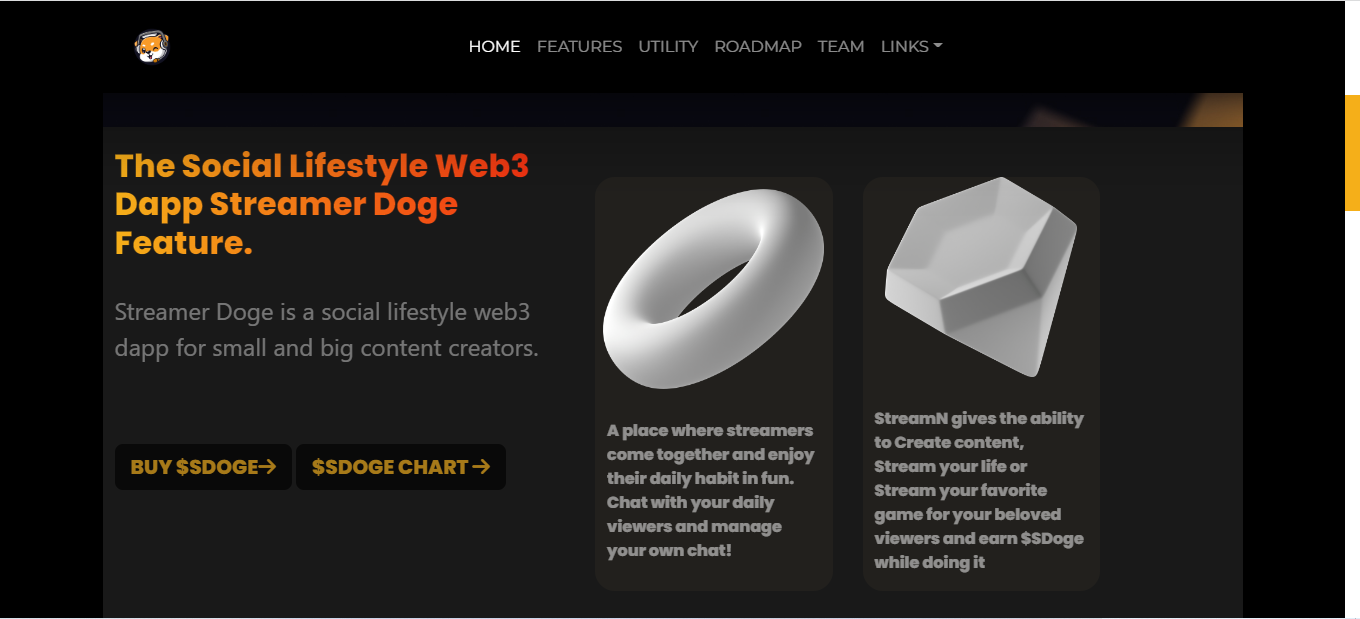 HOME FEATURES UTILITY ROADMAP TEAM LINKS
The Social Lifestyle Web3
Dapp Streamer Doge
Feature.
Streamer Doge is a social lifestyle web3
dapp for small and big content creators.
BUY $SDOGE→ $SDOGE CHART →
A place where streamers
come together and enjoy
their daily habit in fun.
Chat with your daily
viewers and manage
your own chat!
StreamN gives the ability
to Create content,
Stream your life or
Stream your favorite
game for your beloved
viewers and earn $SDoge
while doing it